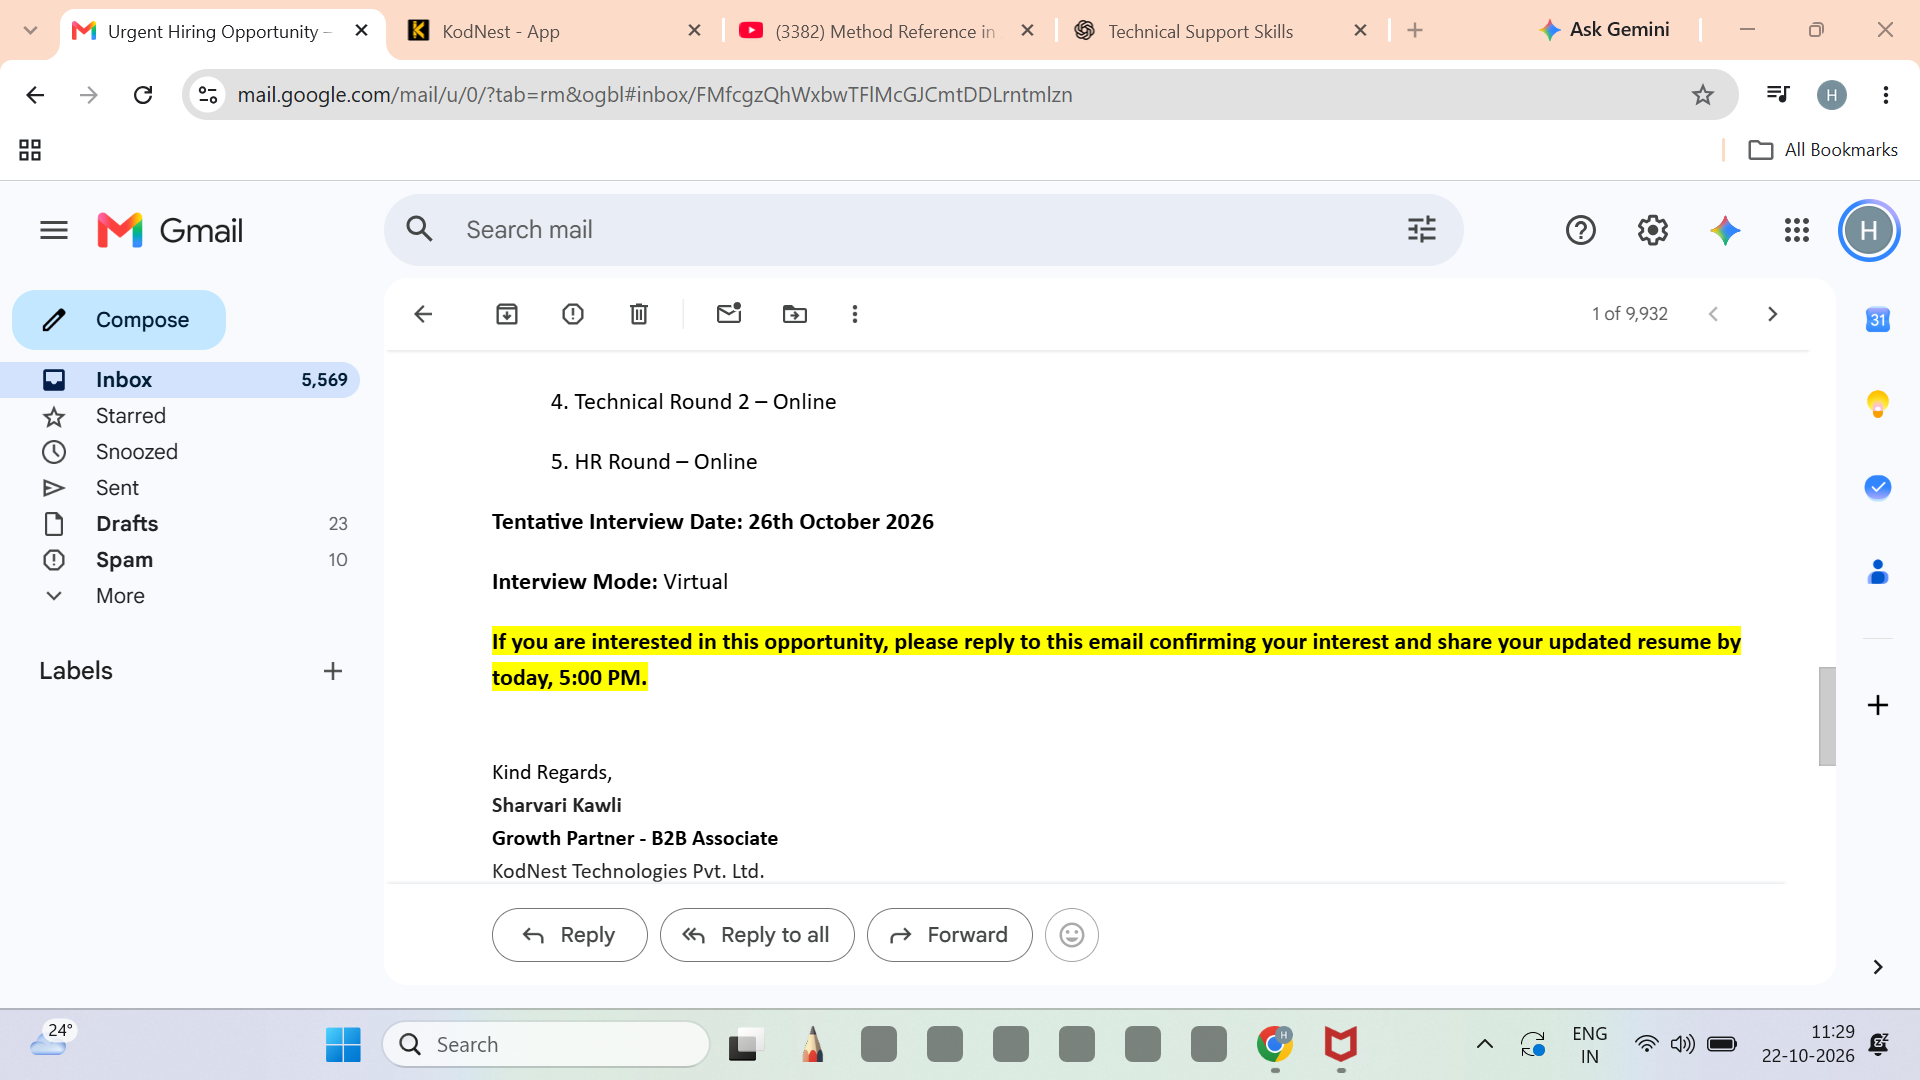 Urgent Hiring Opportunity –
KodNest - App
(3382) Method Reference in
Technical Support Skills
Ask Gemini
mail.google.com/mail/u/0/?tab=rm&ogbl#inbox/FMfcgzQhWxbwTFlMcGJCmtDDLrntmlzn
H
All Bookmarks
Gmail
Search mail
H
Compose
1 of 9,932
31
Inbox 5,569
Starred
Snoozed
Sent
Drafts 23
Spam 10
More
Labels
4. Technical Round 2 – Online
5. HR Round – Online
Tentative Interview Date: 26th October 2026
Interview Mode: Virtual
If you are interested in this opportunity, please reply to this email confirming your interest and share your updated resume by
today, 5:00 PM.
Kind Regards,
Sharvari Kawli
Growth Partner - B2B Associate
KodNest Technologies Pvt. Ltd.
Reply
Reply to all
Forward
24°
Search
H
ENG
IN
11:29
22-10-2026